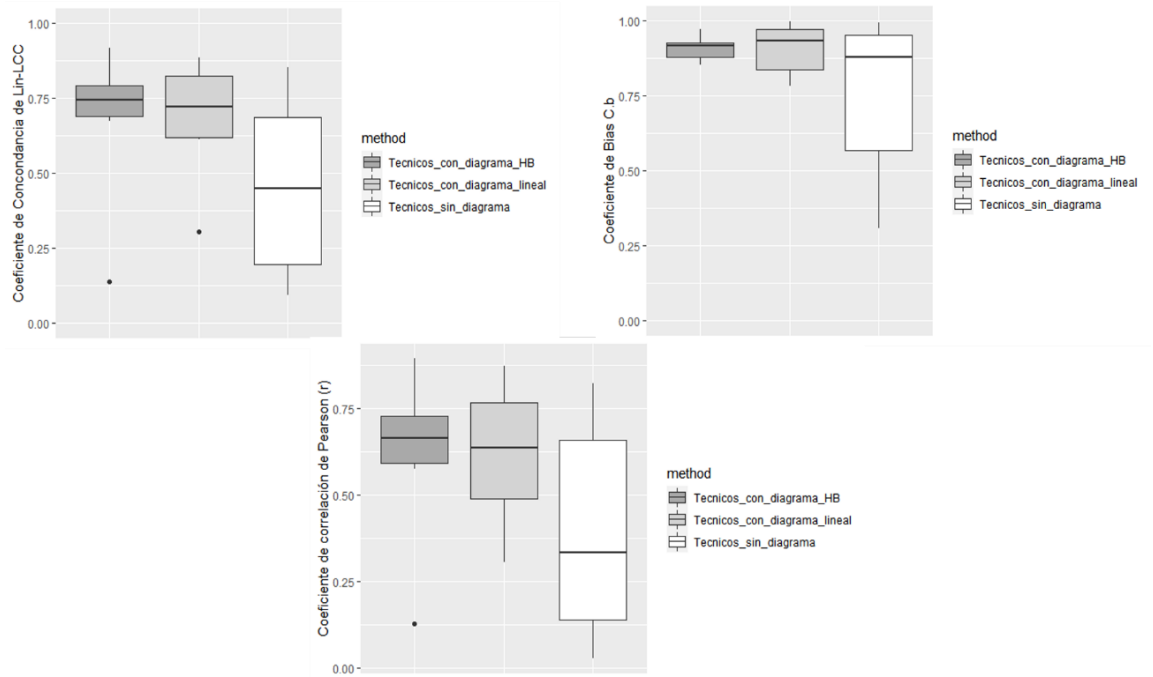 Coeficiente de Concondancia de Lin-LCC
1.00
0.75
0.50
0.25
0.00
method
Tecnicos_con_diagrama_HB
Tecnicos_con_diagrama_lineal
Tecnicos_sin_diagrama
Coeficiente de Bias C.b
1.00
0.75
0.50
0.25
0.00
method
Tecnicos_con_diagrama_HB
Tecnicos_con_diagrama_lineal
Tecnicos_sin_diagrama
Coeficiente de correlación de Pearson (r)
0.75
0.50
0.25
0.00
method
Tecnicos_con_diagrama_HB
Tecnicos_con_diagrama_lineal
Tecnicos_sin_diagrama